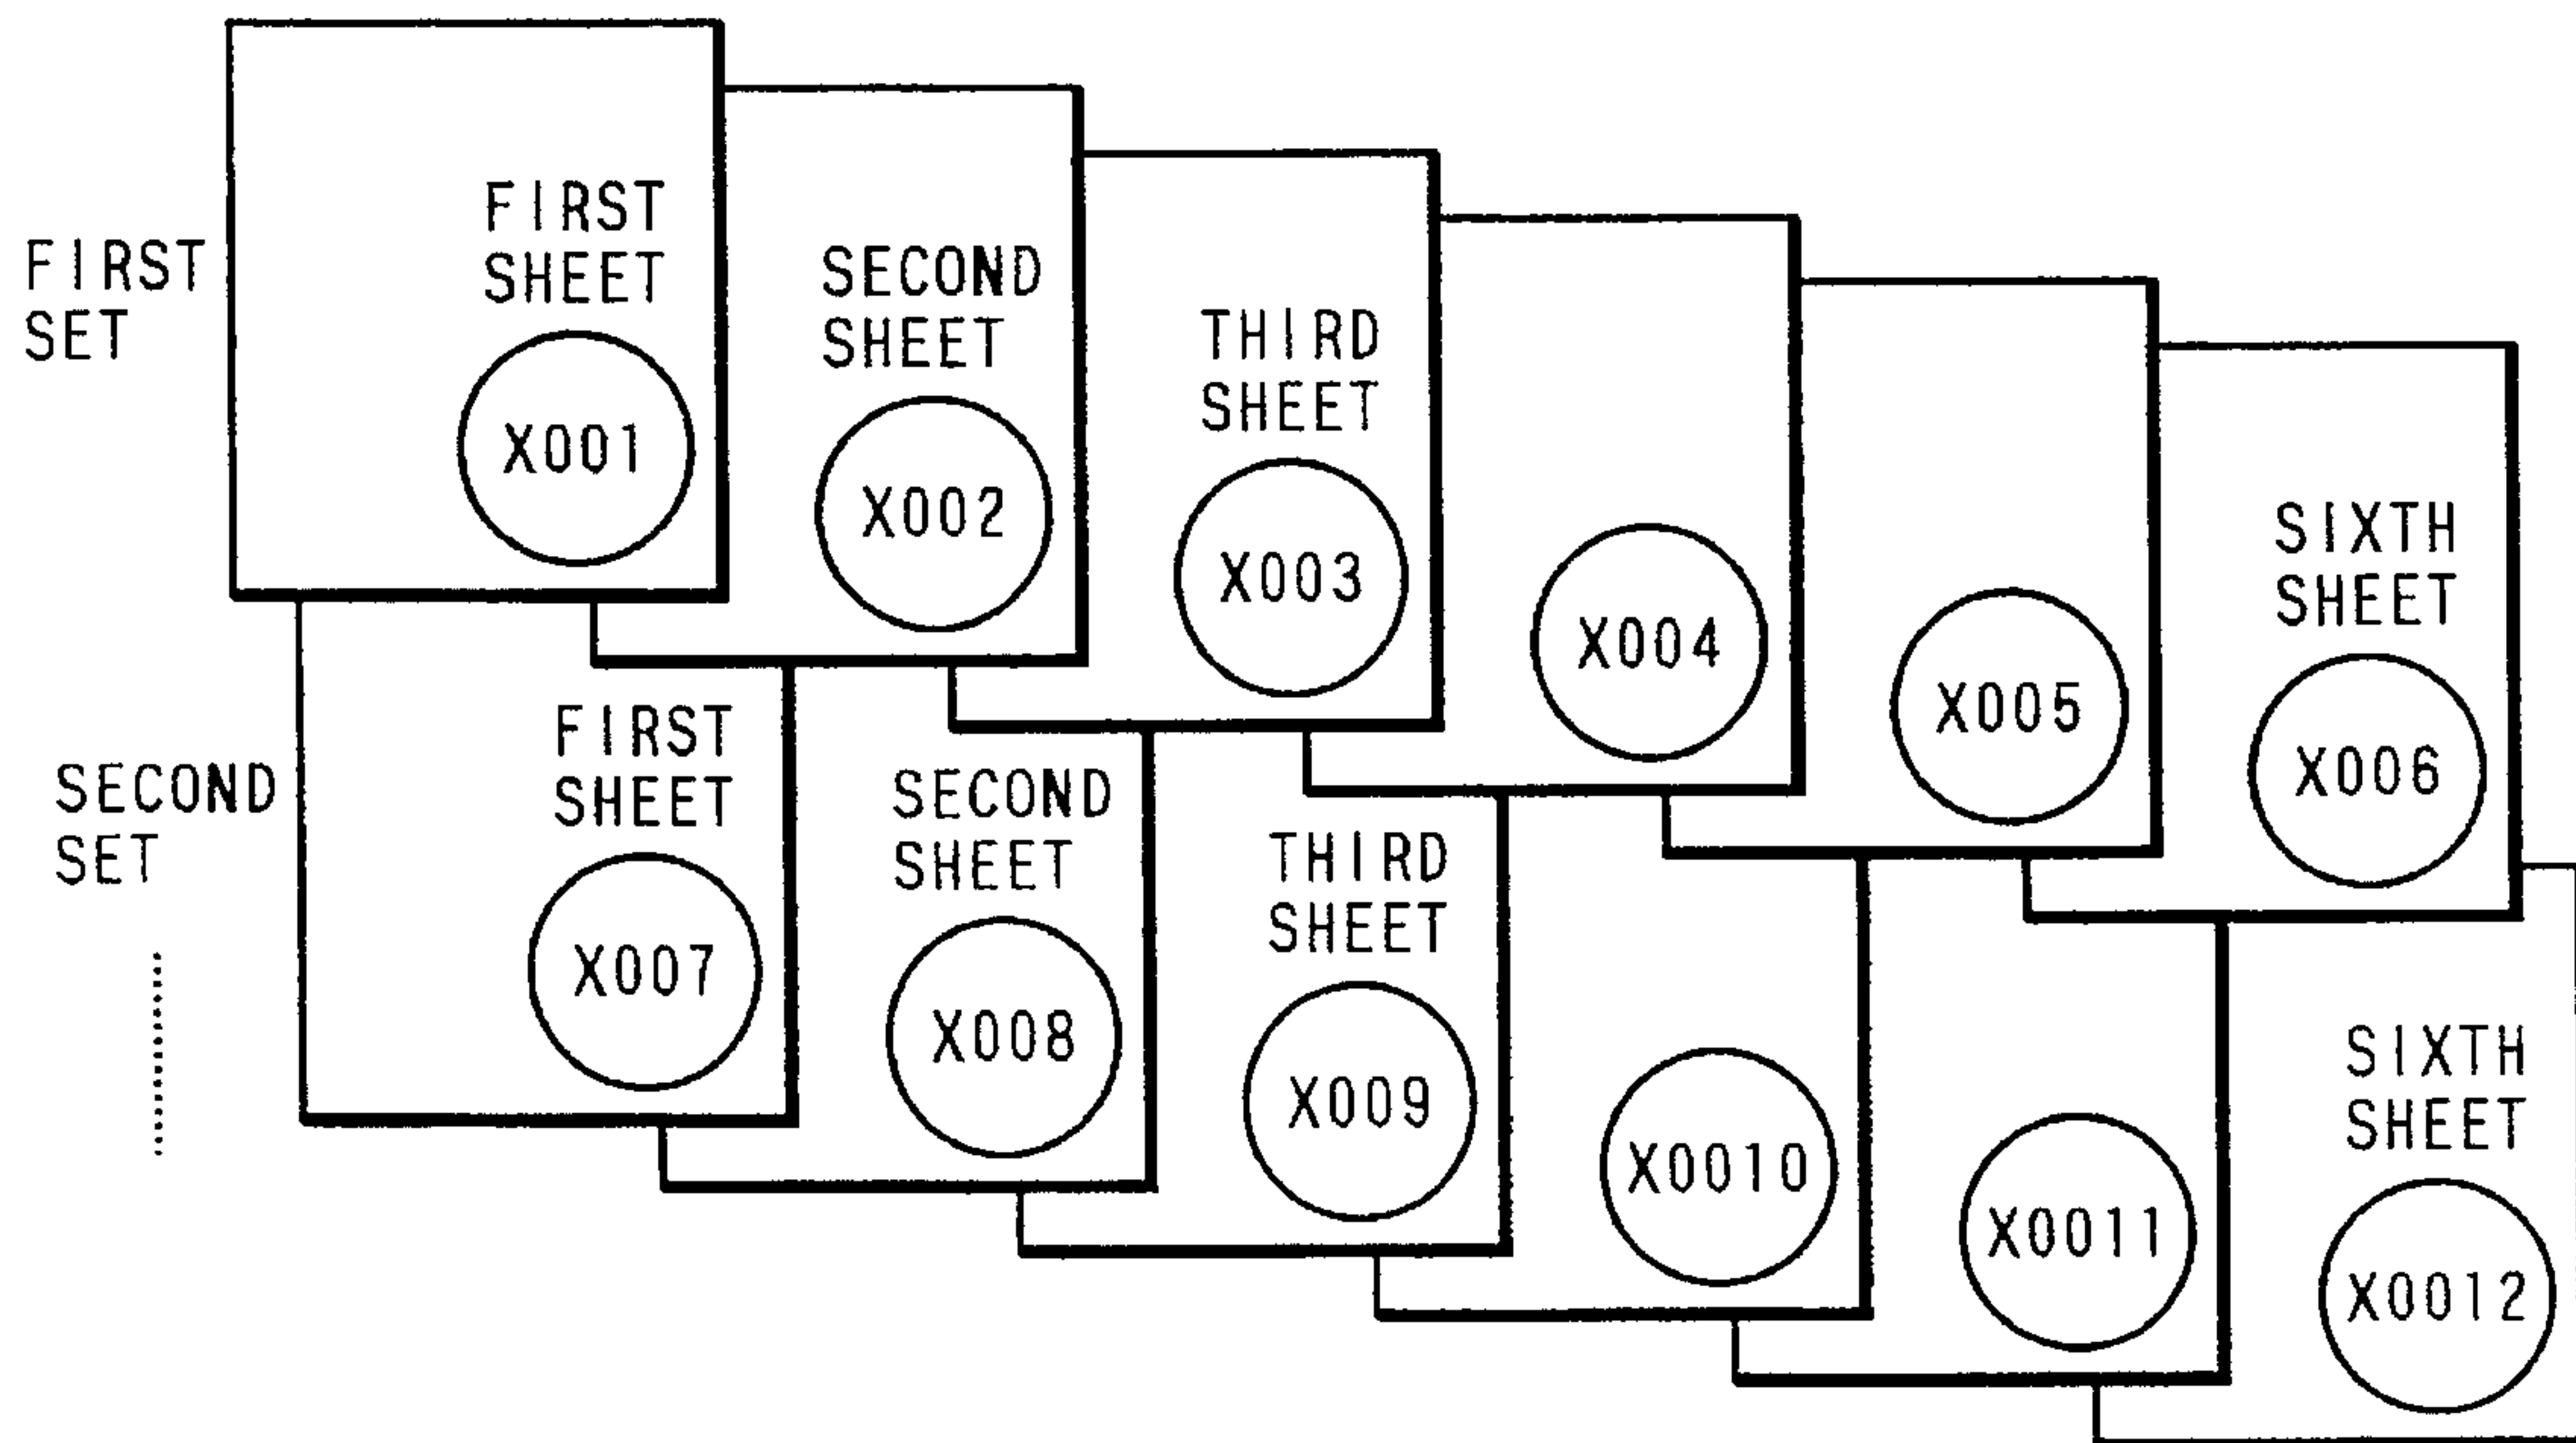 FIRST
SET
FIRST
SHEET
X001
SECOND
SHEET
X002
THIRD
SHEET
X003
X004
X005
SIXTH
SHEET
X006
SECOND
SET
FIRST
SHEET
X007
SECOND
SHEET
X008
THIRD
SHEET
X009
X0010
X0011
SIXTH
SHEET
X0012